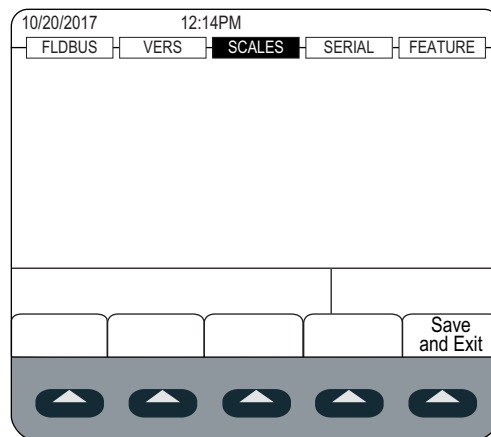 10/20/2017 12:14PM
FLDBUS VERS SCALES SERIAL FEATURE
Save
and Exit